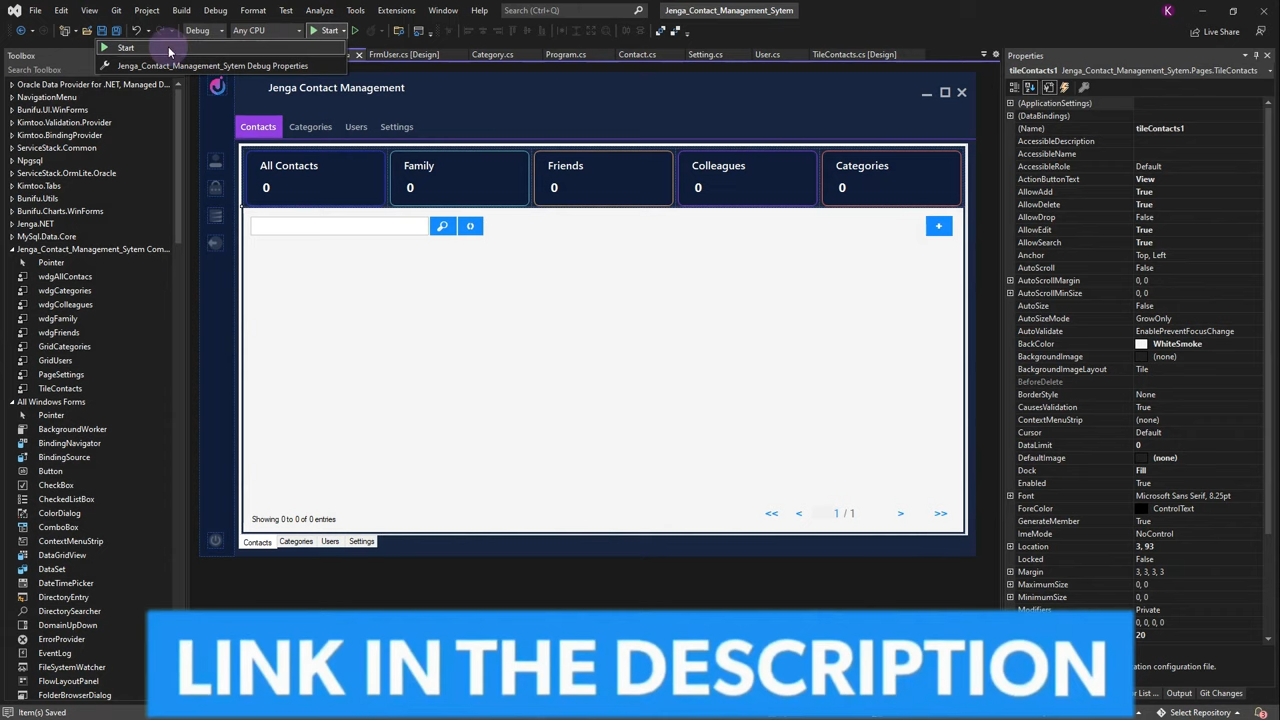 File Edit View Git Project Build Debug Format Test Analyze Tools Extensions Window Help Search (Ctrl+Q) Jenga_Contact_Management_Sytem K
Debug Any CPU Start Live Share
Start
Jenga_Contact_Management_Sytem Debug Properties
Toolbox
Search Toolbox
Oracle Data Provider for .NET, Managed D...
NavigationMenu
Bunifu.UI.WinForms
Kimtoo.Validation.Provider
Kimtoo.BindingProvider
ServiceStack.Common
Npgsql
ServiceStack.OrmLite.Oracle
Kimtoo.Tabs
Bunifu.Utils
Bunifu.Charts.WinForms
Jenga.NET
MySql.Data.Core
Jenga_Contact_Management_Sytem Com...
Pointer
wdgAllContacs
wdgCategories
wdgColleagues
wdgFamily
wdgFriends
GridCategories
GridUsers
PageSettings
TileContacts
All Windows Forms
Pointer
BackgroundWorker
BindingNavigator
BindingSource
Button
CheckBox
CheckedListBox
ColorDialog
ComboBox
ContextMenuStrip
DataGridView
DataSet
DateTimePicker
DirectoryEntry
DirectorySearcher
DomainUpDown
ErrorProvider
EventLog
FileSystemWatcher
FlowLayoutPanel
FolderBrowserDialog
FrmUser.cs [Design] Category.cs Program.cs Contact.cs Setting.cs User.cs TileContacts.cs [Design]
Jenga Contact Management
Contacts Categories Users Settings
All Contacts Family Friends Colleagues Categories
0 0 0 0 0
+
<< < 1 / 1 > >>
Showing 0 to 0 of 0 entries
Contacts Categories Users Settings
Properties
tileContacts1 Jenga_Contact_Management_Sytem.Pages.TileContacts
(ApplicationSettings)
(DataBindings)
(Name) tileContacts1
AccessibleDescription
AccessibleName
AccessibleRole Default
ActionButtonText View
AllowAdd True
AllowDelete True
AllowDrop False
AllowEdit True
AllowSearch True
Anchor Top, Left
AutoScroll False
AutoScrollMargin 0, 0
AutoScrollMinSize 0, 0
AutoSize False
AutoSizeMode GrowOnly
AutoValidate EnablePreventFocusChange
BackColor WhiteSmoke
BackgroundImage (none)
BackgroundImageLayout Tile
BeforeDelete
BorderStyle None
CausesValidation True
ContextMenuStrip (none)
Cursor Default
DataLimit 0
DefaultImage (none)
Dock Fill
Enabled True
Font Microsoft Sans Serif, 8.25pt
ForeColor ControlText
GenerateMember True
ImeMode NoControl
Location 3, 93
Locked False
Margin 3, 3, 3, 3
MaximumSize 0, 0
MinimumSize 0, 0
Modifiers Private
0, 0, 0, 0
20
LINK IN THE DESCRIPTION
Output Git Changes
Item(s) Saved
Select Repository